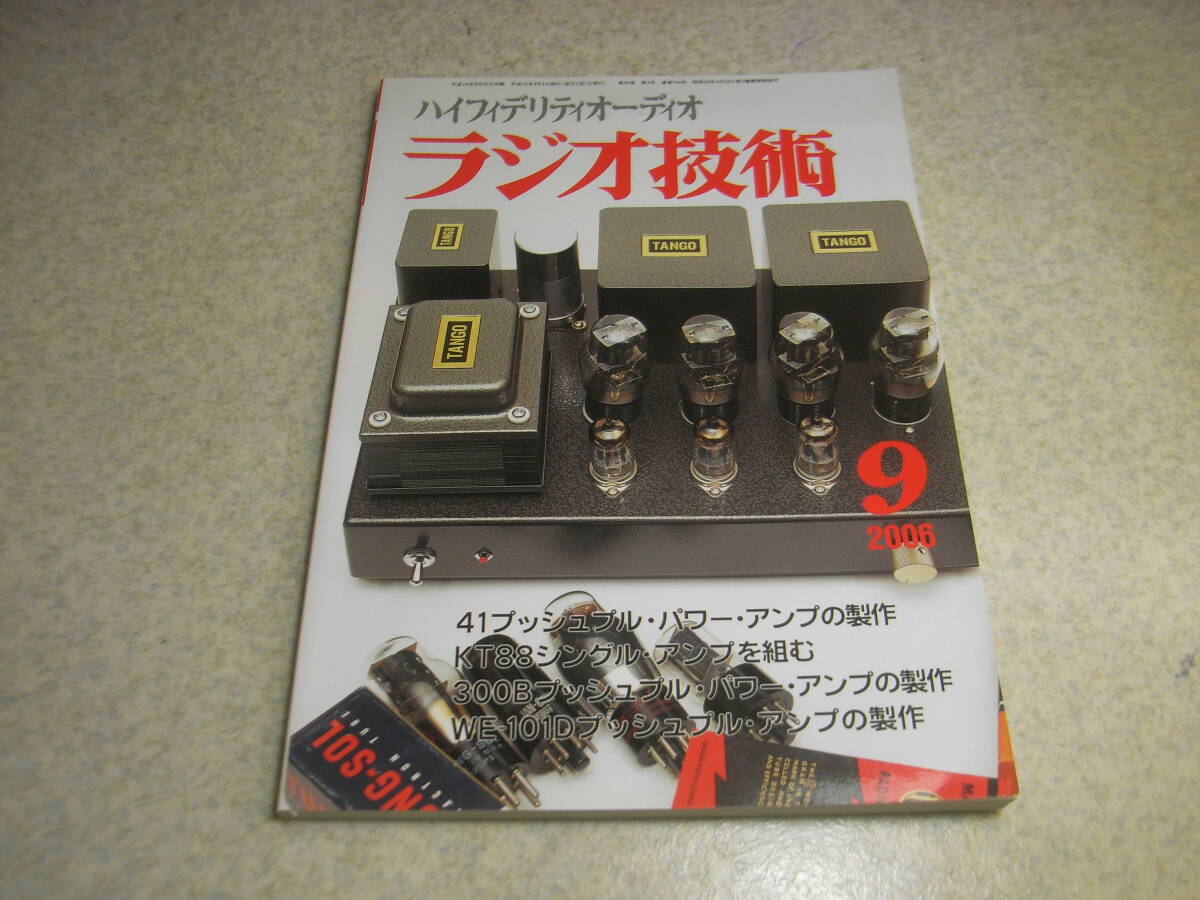 ハイフィデリティオーディオ
ラジオ技術
TANGO
TANGO
TANGO
TANGO
9
2006
41プッシュプル・パワー・アンプの製作
KT88シングル・アンプを組む
300Bプッシュプル・パワー・アンプの製作
WE-101Dプッシュプル・アンプの製作
NG-SOL